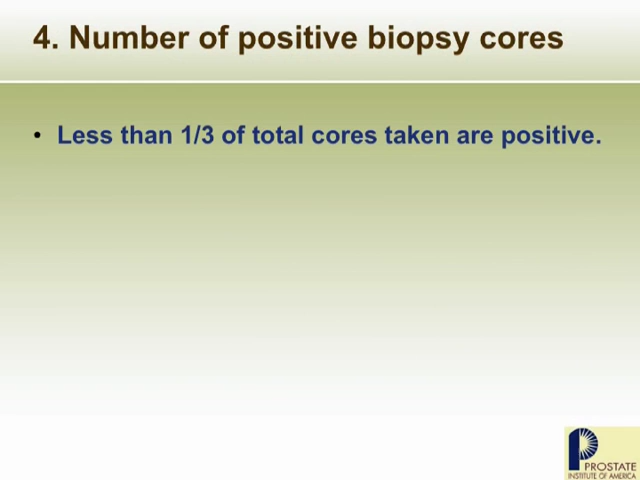 4. Number of positive biopsy cores
• Less than 1/3 of total cores taken are positive.
PROSTATE
INSTITUTE OF AMERICA